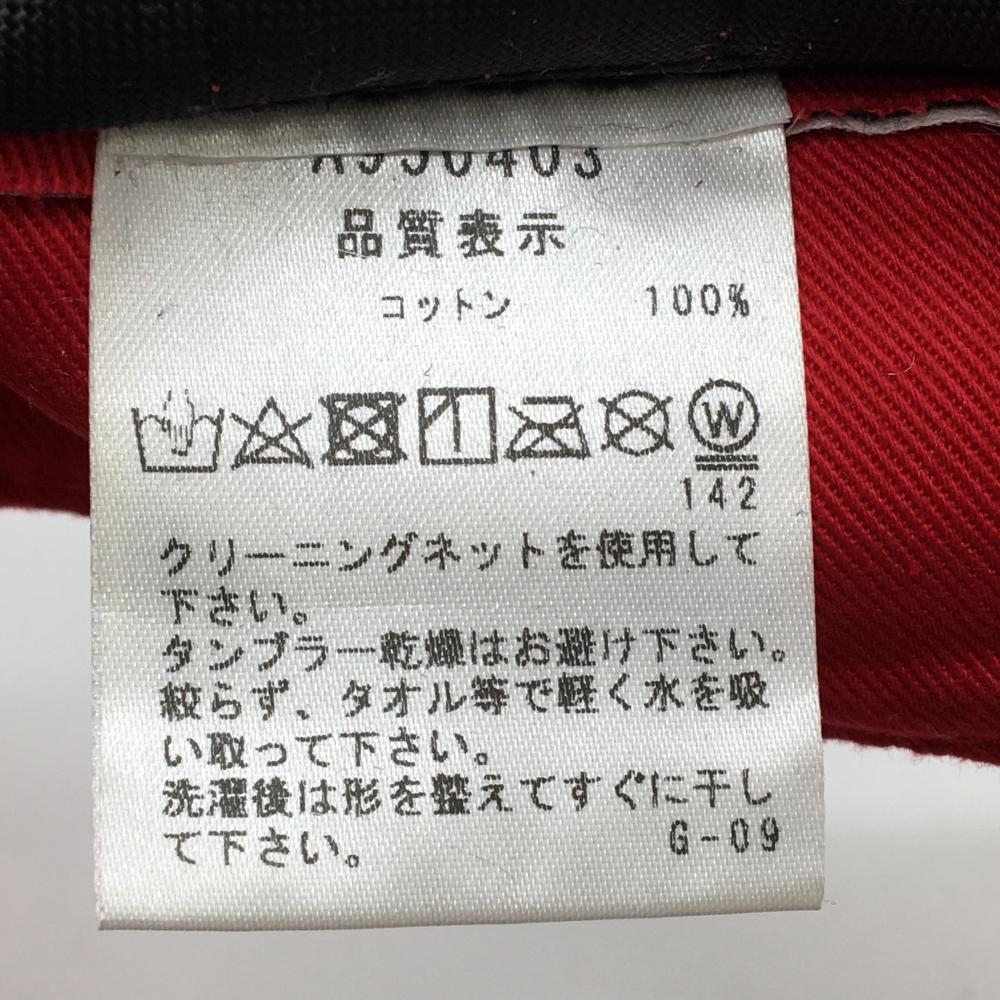 品質表示
コットン 100%
W
142
クリーニングネットを使用して
下さい。
タンブラー乾燥はお避け下さい。
絞らず、タオル等で軽く水を吸
い取って下さい。
洗濯後は形を整えてすぐに干し
て下さい。 G-09